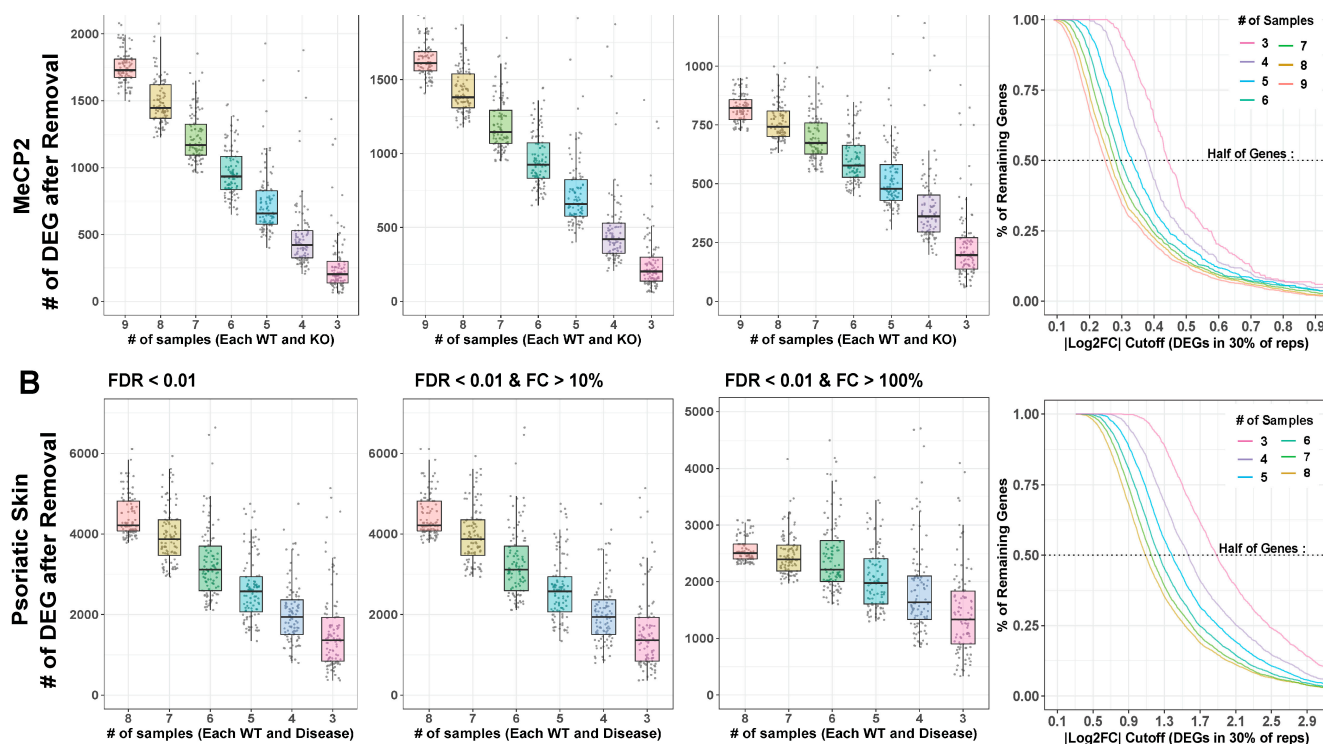 MeCP2
# of DEG after Removal
2000
1500
1000
500
0
9 8 7 6 5 4 3
# of samples (Each WT and KO)
1500
1000
500
0
9 8 7 6 5 4 3
# of samples (Each WT and KO)
1000
750
500
250
0
9 8 7 6 5 4 3
# of samples (Each WT and KO)
% of Remaining Genes
1.00
0.75
0.50
0.25
0.00
# of Samples
3 7
4 8
5 9
6
Half of Genes :
0.1 0.2 0.3 0.4 0.5 0.6 0.7 0.8 0.9
|Log2FC| Cutoff (DEGs in 30% of reps)
B
Psoriatic Skin
# of DEG after Removal
FDR < 0.01
6000
4000
2000
0
8 7 6 5 4 3
# of samples (Each WT and Disease)
FDR < 0.01 & FC > 10%
6000
4000
2000
0
8 7 6 5 4 3
# of samples (Each WT and Disease)
FDR < 0.01 & FC > 100%
5000
4000
3000
2000
1000
0
8 7 6 5 4 3
# of samples (Each WT and Disease)
% of Remaining Genes
1.00
0.75
0.50
0.25
0.00
# of Samples
3 6
4 7
5 8
Half of Genes :
0.1 0.5 0.9 1.3 1.7 2.1 2.5 2.9
|Log2FC| Cutoff (DEGs in 30% of reps)